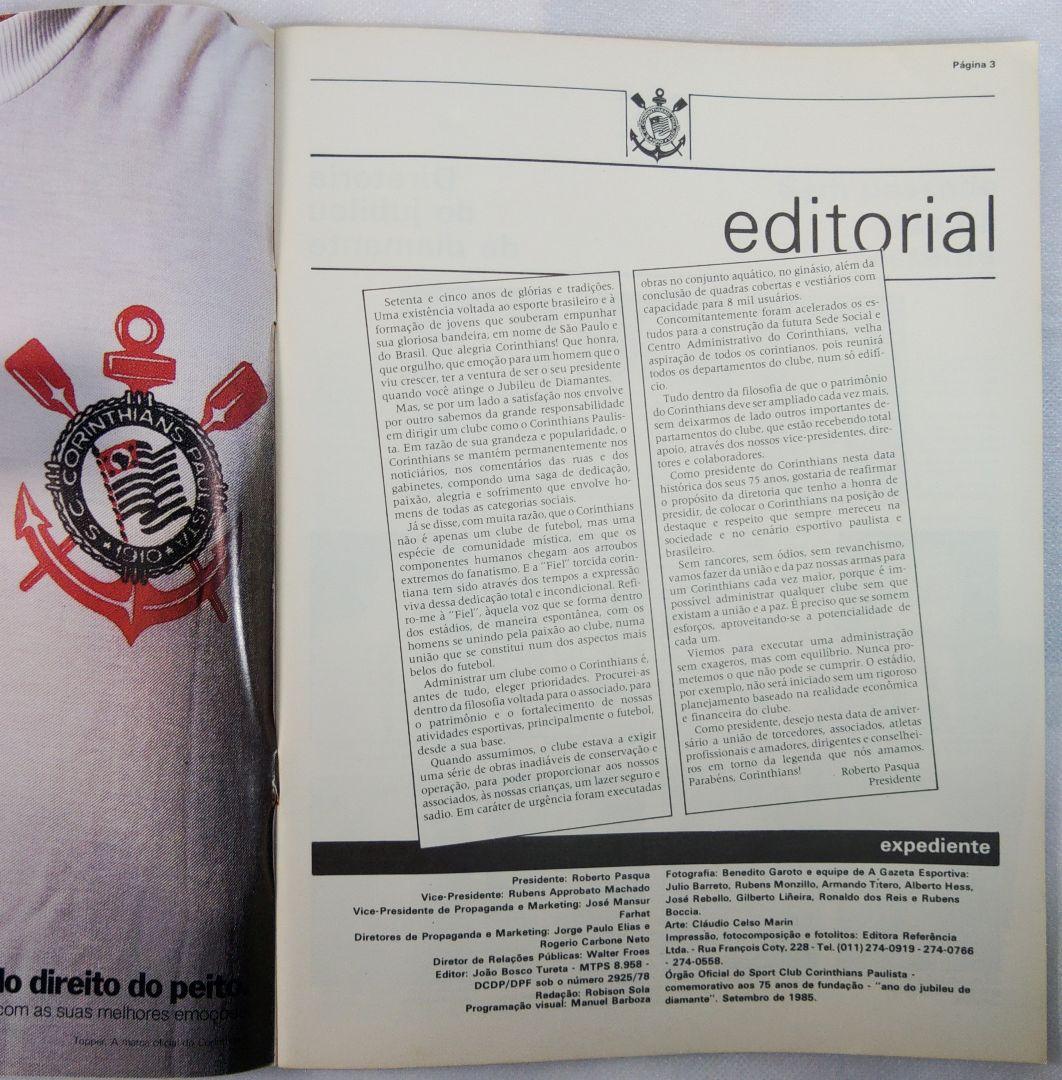 S. C. CORINTHIANS PAULISTA
★ 1910 ★
do direito do peito.
com as suas melhores emoções
Topper. A marca oficial do
Página 3
editorial
Setenta e cinco anos de glórias e tradições.
Uma existência voltada ao esporte brasileiro e à
formação de jovens que souberam empunhar
sua gloriosa bandeira, em nome de São Paulo e
do Brasil. Que alegria Corinthians! Que honra,
que orgulho, que emoção para um homem que o
viu crescer, ter a ventura de ser o seu presidente
quando você atinge o Jubileu de Diamantes.
Mas, se por um lado a satisfação nos envolve
por outro sabemos da grande responsabilidade
em dirigir um clube como o Corinthians Paulis-
ta. Em razão de sua grandeza e popularidade, o
Corinthians se mantém permanentemente nos
noticiários, nos comentários das ruas e dos
gabinetes, compondo uma saga de dedicação,
paixão, alegria e sofrimento que envolve ho-
mens de todas as categorias sociais.
Já se disse, com muita razão, que o Corinthians
não é apenas um clube de futebol, mas uma
espécie de comunidade mística, em que os
componentes humanos chegam aos arroubos
extremos do fanatismo. E a "Fiel" torcida corin-
tiana tem sido através dos tempos a expressão
viva dessa dedicação total e incondicional. Refi-
ro-me à "Fiel", àquela voz que se forma dentro
dos estádios, de maneira espontânea, com os
homens se unindo pela paixão ao clube, numa
união que se constitui num dos aspectos mais
belos do futebol.
Administrar um clube como o Corinthians é,
antes de tudo, eleger prioridades. Procurei-as
dentro da filosofia voltada para o associado, para
o patrimônio e o fortalecimento de nossas
atividades esportivas, principalmente o futebol,
desde a sua base.
Quando assumimos, o clube estava a exigir
uma série de obras inadiáveis de conservação e
operação, para poder proporcionar aos nossos
associados, às nossas crianças, um lazer seguro e
sadio. Em caráter de urgência foram executadas
obras no conjunto aquático, no ginásio, além da
conclusão de quadras cobertas e vestiários com
capacidade para 8 mil usuários.
Concomitantemente foram acelerados os es-
tudos para a construção da futura Sede Social e
Centro Administrativo do Corinthians, velha
aspiração de todos os corintianos, pois reunirá
todos os departamentos do clube, num só edifí-
cio.
Tudo dentro da filosofia de que o patrimônio
do Corinthians deve ser ampliado cada vez mais,
sem deixarmos de lado outros importantes de-
partamentos do clube, que estão recebendo total
apoio, através dos nossos vice-presidentes, dire-
tores e colaboradores.
Como presidente do Corinthians nesta data
histórica dos seus 75 anos, gostaria de reafirmar
o propósito da diretoria que tenho a honra de
presidir, de colocar o Corinthians na posição de
destaque e respeito que sempre mereceu na
sociedade e no cenário esportivo paulista e
brasileiro.
Sem rancores, sem ódios, sem revanchismo,
vamos fazer da união e da paz nossas armas para
um Corinthians cada vez maior, porque é im-
possível administrar qualquer clube sem que
existam a união e a paz. É preciso que se somem
esforços, aproveitando-se a potencialidade de
cada um.
Viemos para executar uma administração
sem exageros, mas com equilíbrio. Nunca pro-
metemos o que não pode se cumprir. O estádio,
por exemplo, não será iniciado sem um rigoroso
planejamento baseado na realidade econômica
e financeira do clube.
Como presidente, desejo nesta data de aniver-
sário a união de torcedores, associados, atletas
profissionais e amadores, dirigentes e conselhei-
ros em torno da legenda que nós amamos.
Parabéns, Corinthians!
Roberto Pasqua
Presidente
expediente
Presidente: Roberto Pasqua
Vice-Presidente: Rubens Approbato Machado
Vice-Presidente de Propaganda e Marketing: José Mansur
Farhat
Diretores de Propaganda e Marketing: Jorge Paulo Elias e
Rogerio Carbone Neto
Diretor de Relações Públicas: Walter Froes
Editor: João Bosco Tureta - MTPS 8.958 -
DCDP/DPF sob o número 2925/78
Redação: Robison Sola
Programação visual: Manuel Barboza
Fotografia: Benedito Garoto e equipe de A Gazeta Esportiva:
Julio Barreto, Rubens Monzillo, Armando Títero, Alberto Hess,
José Rebello, Gilberto Liñeira, Ronaldo dos Reis e Rubens
Boccia.
Arte: Cláudio Celso Marin
Impressão, fotocomposição e fotolitos: Editora Referência
Ltda. - Rua François Coty, 228 - Tel. (011) 274-0919 - 274-0766
- 274-0558.
Órgão Oficial do Sport Club Corinthians Paulista -
comemorativo aos 75 anos de fundação - "ano do jubileu de
diamante". Setembro de 1985.